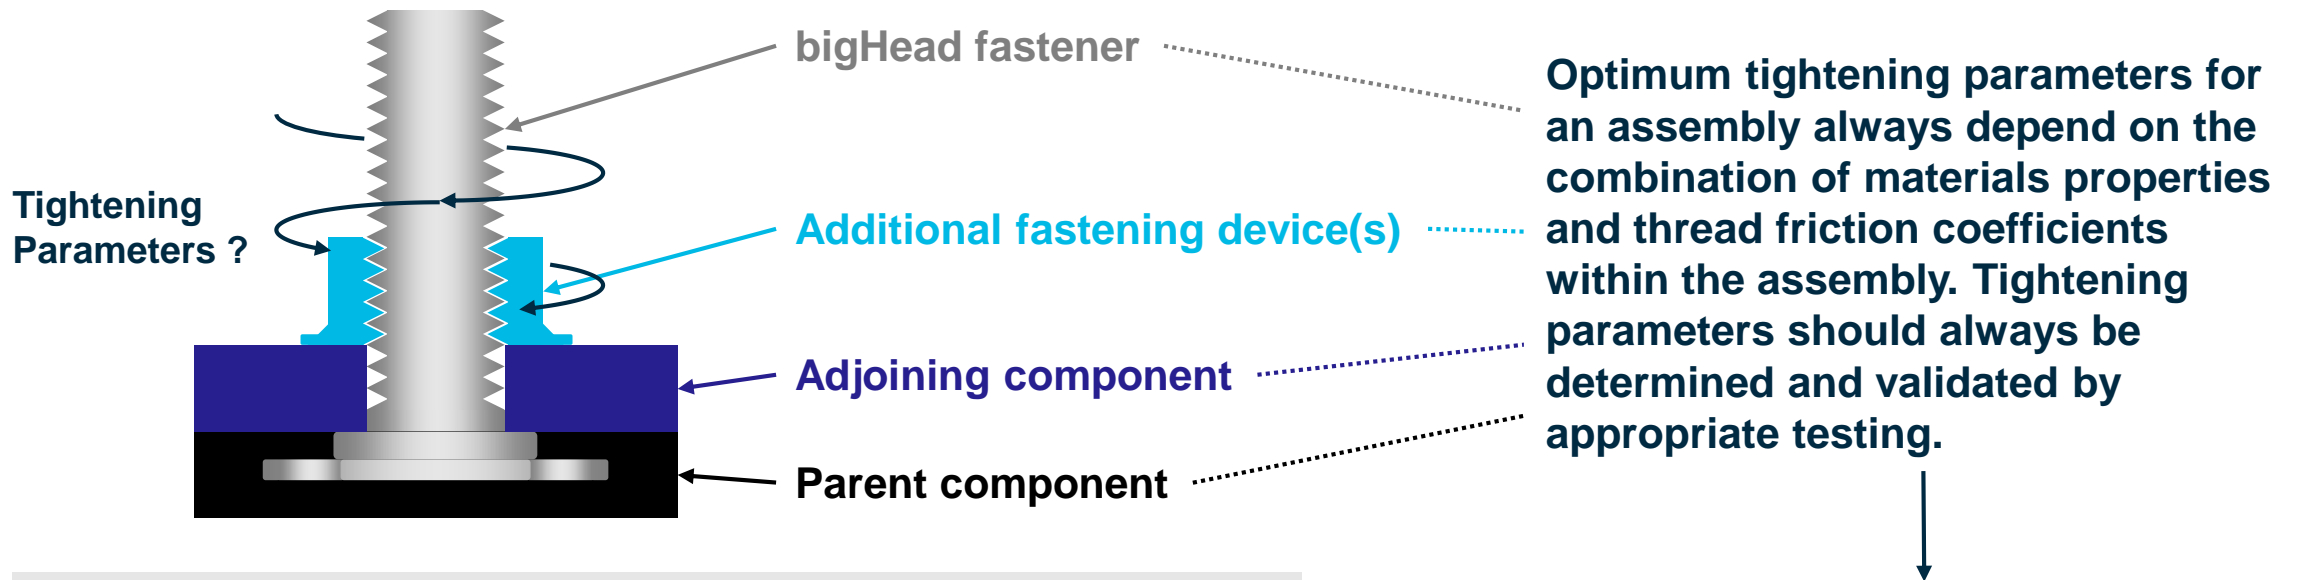 bigHead fastener
Additional fastening device(s)
Adjoining component
Parent component
Tightening
Parameters ?
Optimum tightening parameters for
an assembly always depend on the
combination of materials properties
and thread friction coefficients
within the assembly. Tightening
parameters should always be
determined and validated by
appropriate testing.